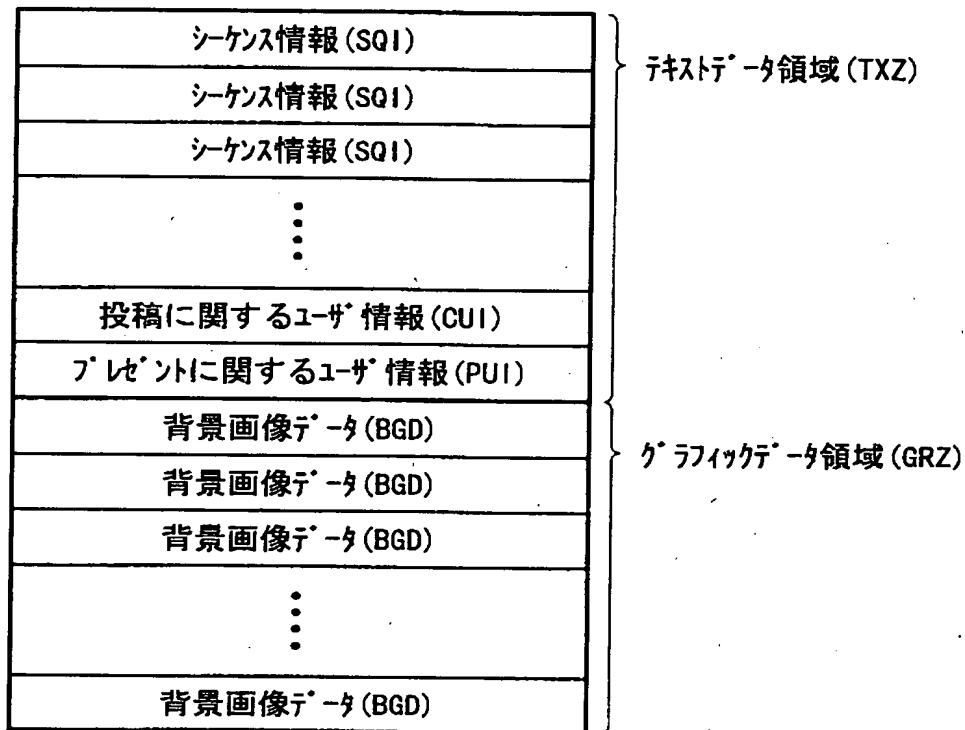 シーケンス情報(SQI)
テキストデータ領域(TXZ)
シーケンス情報(SQI)
シーケンス情報(SQI)
投稿に関するユーザ情報(CUI)
プレゼントに関するユーザ情報(PUI)
背景画像データ(BGD)
グラフィックデータ領域(GRZ)
背景画像データ(BGD)
背景画像データ(BGD)
背景画像データ(BGD)